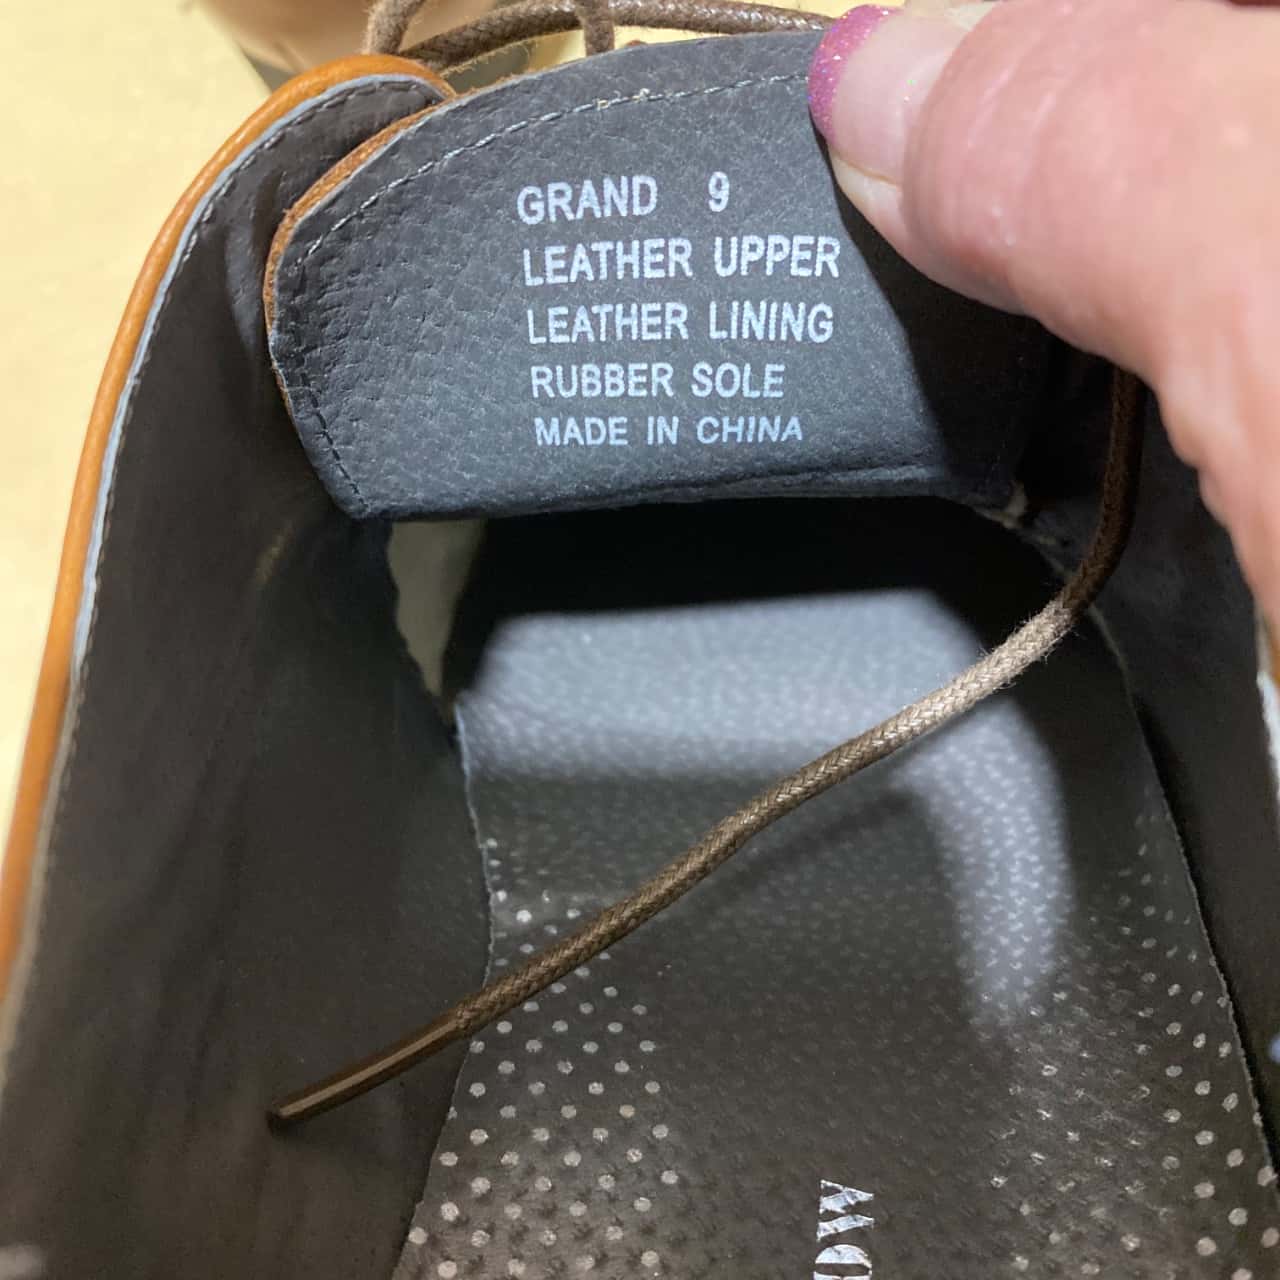 GRAND 9
LEATHER UPPER
LEATHER LINING
RUBBER SOLE
MADE IN CHINA